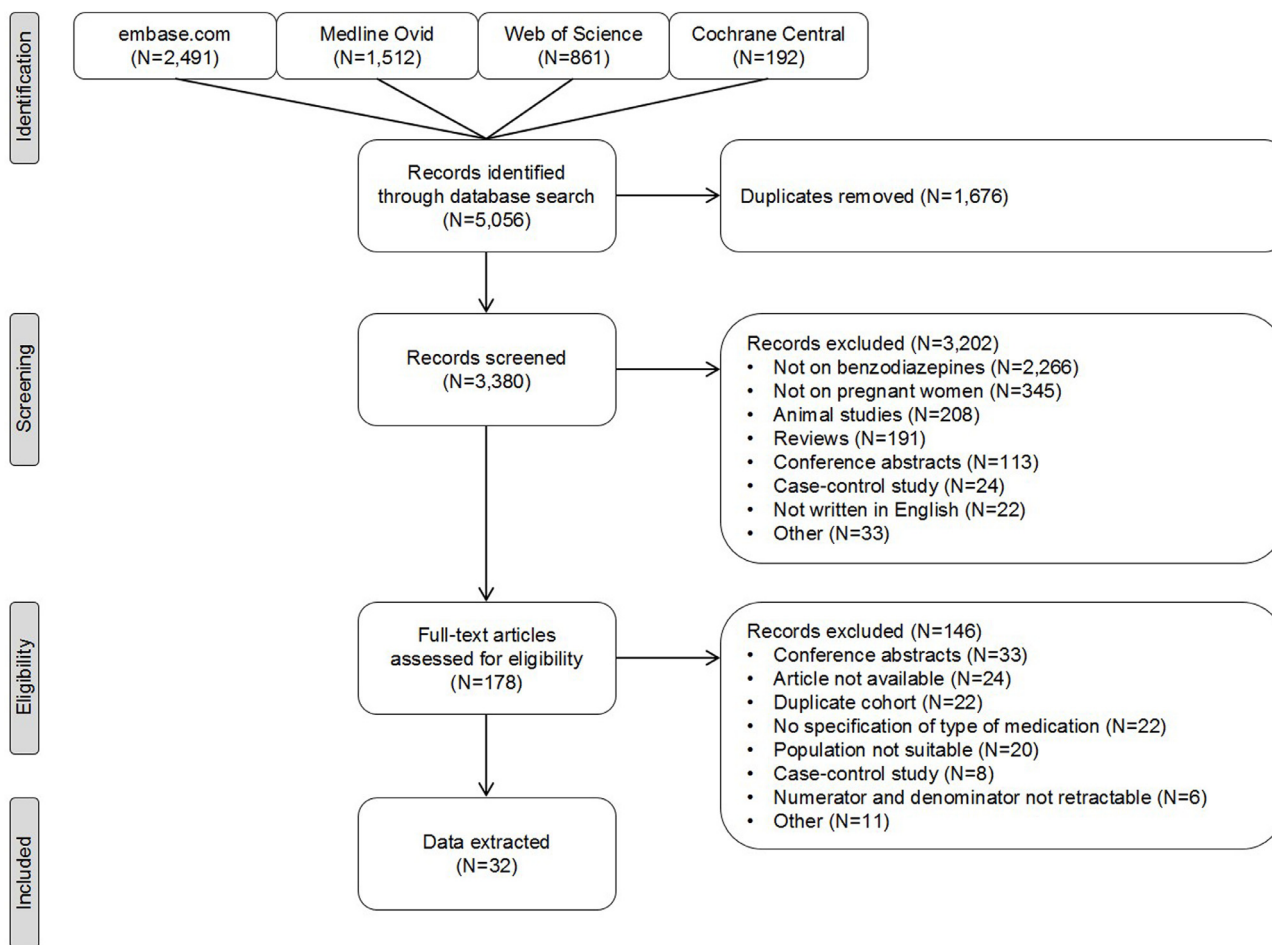 Identification
embase.com
(N=2,491)
Medline Ovid
(N=1,512)
Web of Science
(N=861)
Cochrane Central
(N=192)
Records identified
through database search
(N=5,056)
Duplicates removed (N=1,676)
Screening
Records screened
(N=3,380)
Records excluded (N=3,202)
• Not on benzodiazepines (N=2,266)
• Not on pregnant women (N=345)
• Animal studies (N=208)
• Reviews (N=191)
• Conference abstracts (N=113)
• Case-control study (N=24)
• Not written in English (N=22)
• Other (N=33)
Eligibility
Full-text articles
assessed for eligibility
(N=178)
Records excluded (N=146)
• Conference abstracts (N=33)
• Article not available (N=24)
• Duplicate cohort (N=22)
• No specification of type of medication (N=22)
• Population not suitable (N=20)
• Case-control study (N=8)
• Numerator and denominator not retractable (N=6)
• Other (N=11)
Included
Data extracted
(N=32)